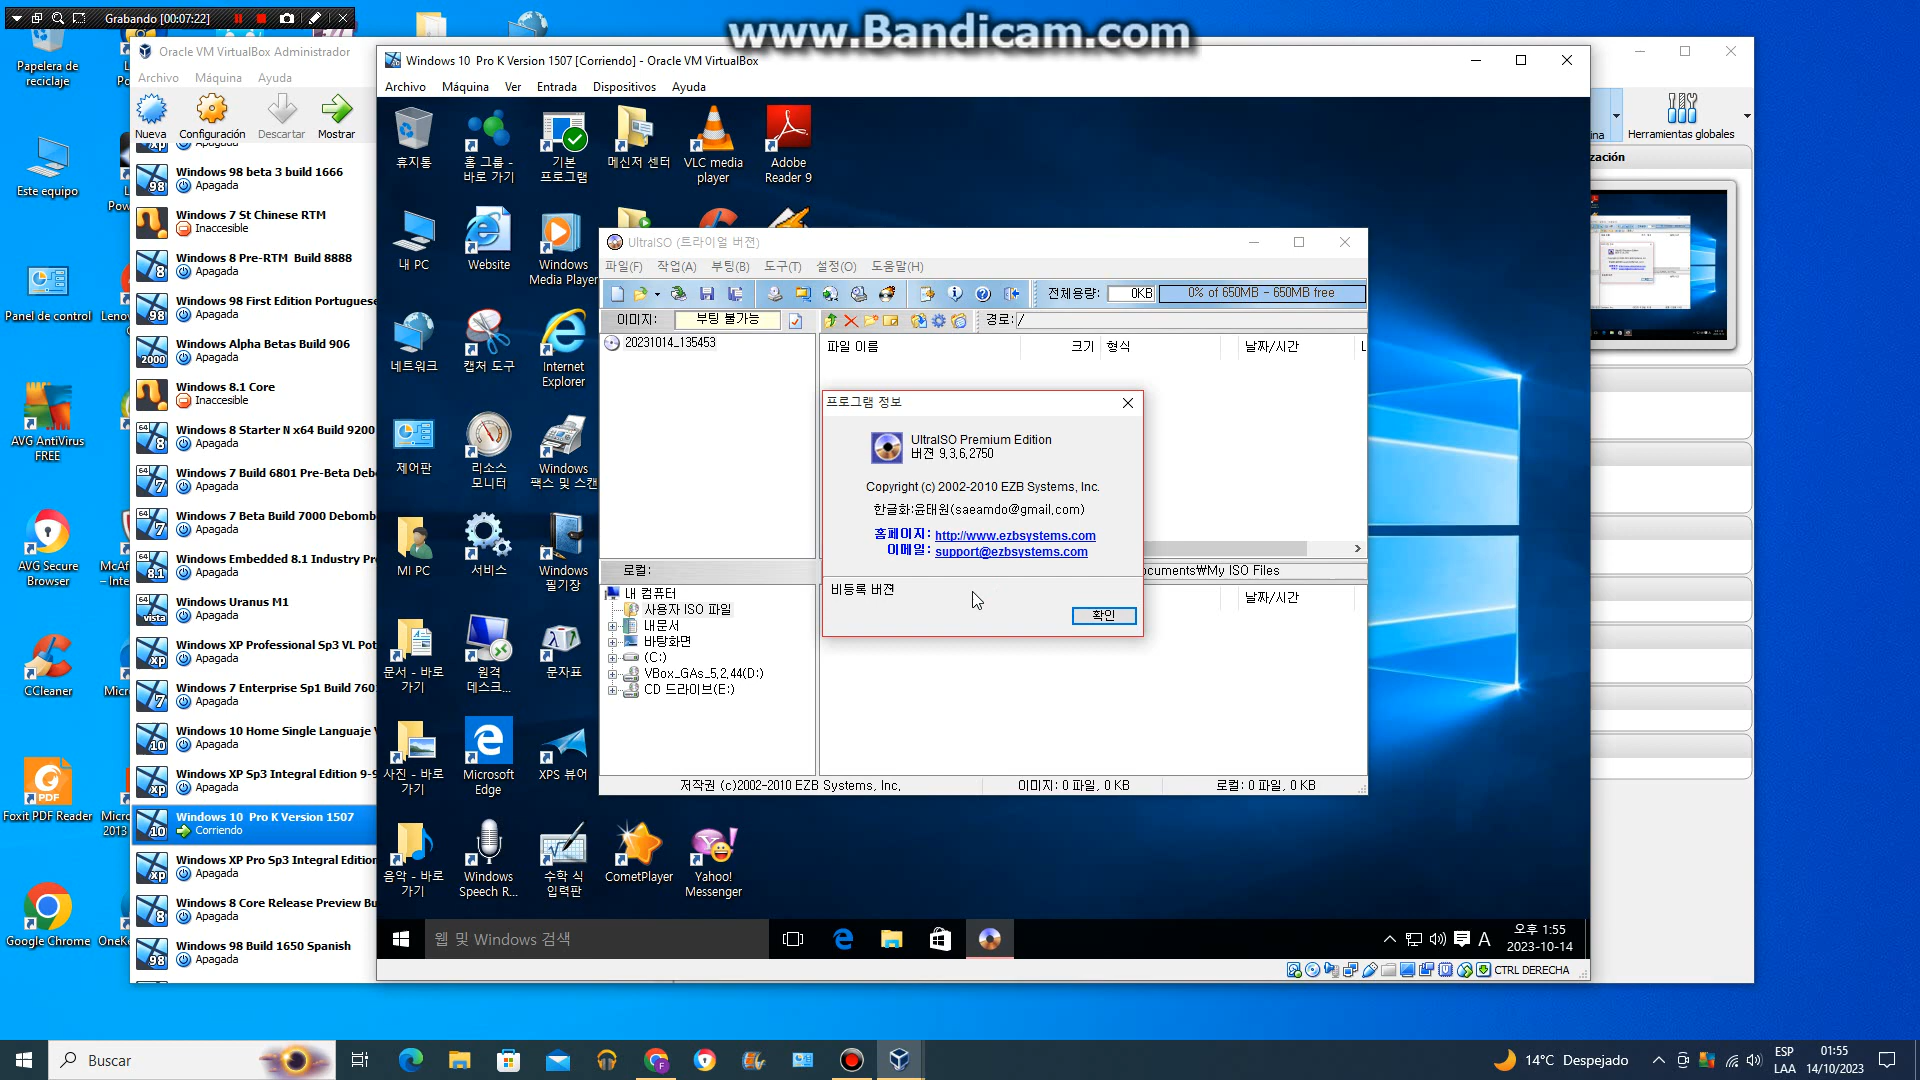 Grabando [00:07:22]
www.Bandicam.com
Papelera de
reciclaje
Este equipo
Panel de control
AVG AntiVirus
FREE
AVG Secure
Browser
CCleaner
Foxit PDF Reader
Google Chrome
Oracle VM VirtualBox Administrador
Archivo Máquina Ayuda
Nueva Configuración Descartar Mostrar
Apagada
Windows 98 beta 3 build 1666
Apagada
Windows 7 St Chinese RTM
Inaccesible
Windows 8 Pre-RTM Build 8888
Apagada
Windows 98 First Edition Portuguese
Apagada
Windows Alpha Betas Build 906
Apagada
Windows 8.1 Core
Inaccesible
Windows 8 Starter N x64 Build 9200
Apagada
Windows 7 Build 6801 Pre-Beta Debo
Apagada
Windows 7 Beta Build 7000 Debomb
Apagada
Windows Embedded 8.1 Industry Pr
Apagada
Windows Uranus M1
Apagada
Windows XP Professional Sp3 VL Pot
Apagada
Windows 7 Enterprise Sp1 Build 760
Apagada
Windows 10 Home Single Languaje
Apagada
Windows XP Sp3 Integral Edition 9-9
Apagada
Windows 10 Pro K Version 1507
Corriendo
Windows XP Pro Sp3 Integral Edition
Apagada
Windows 8 Core Release Preview Bu
Apagada
Windows 98 Build 1650 Spanish
Apagada
Herramientas globales
Windows 10 Pro K Version 1507 [Corriendo] - Oracle VM VirtualBox
Archivo Máquina Ver Entrada Dispositivos Ayuda
휴지통
홈 그룹 -
바로 가기
기본
프로그램
메신저 센터
VLC media
player
Adobe
Reader 9
내 PC
Website
Windows
Media Player
네트워크
캡처 도구
Internet
Explorer
제어판
리소스
모니터
Windows
팩스 및 스캔
MI PC
서비스
Windows
필기장
문서 - 바로
가기
원격
데스크...
문자표
사진 - 바로
가기
Microsoft
Edge
XPS 뷰어
음악 - 바로
가기
Windows
Speech R...
수학 식
입력판
CometPlayer
Yahoo!
Messenger
UltraISO (트라이얼 버젼)
파일(F) 작업(A) 부팅(B) 도구(T) 설정(O) 도움말(H)
전체용량: 0KB 0% of 650MB - 650MB free
이미지: 부팅 불가능 경로: /
20231014_135453
파일 이름 크기 형식 날짜/시간
프로그램 정보
UltraISO Premium Edition
버젼 9.3.6.2750
Copyright (c) 2002-2010 EZB Systems, Inc.
한글화:윤태원(saeamdo@gmail.com)
홈페이지: http://www.ezbsystems.com
이메일: support@ezbsystems.com
비등록 버젼
확인
로컬: ocuments₩My ISO Files
날짜/시간
내 컴퓨터
사용자 ISO 파일
내문서
바탕화면
(C:)
VBox_GAs_5.2.44(D:)
CD 드라이브(E:)
저작권 (c)2002-2010 EZB Systems, Inc. 이미지: 0 파일, 0 KB 로컬: 0 파일, 0 KB
웹 및 Windows 검색
A
오후 1:55
2023-10-14
CTRL DERECHA
Buscar
14°C Despejado
ESP
LAA
01:55
14/10/2023